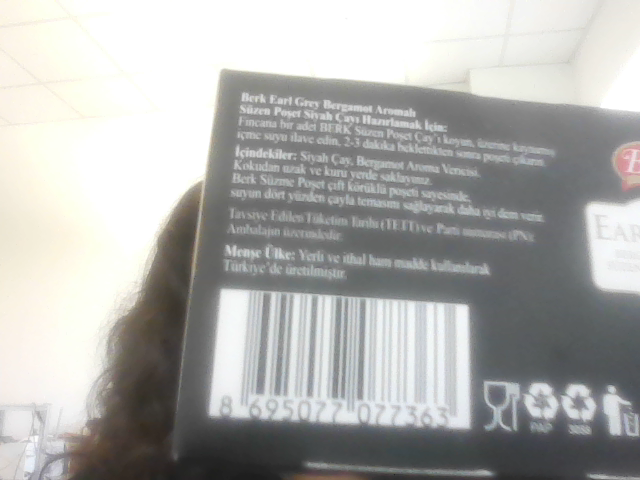 Berk Earl Grey Bergamot Aromalı
Süzen Poşet Siyah Çayı Hazırlamak İçin:
Fincana bir adet BERK Süzen Poşet Çay'ı koyun, üzerine kaynamış
içme suyu ilave edin, 2-3 dakika beklettikten sonra poşeti çıkarın.
İçindekiler: Siyah Çay, Bergamot Aroma Vericisi.
Kokudan uzak ve kuru yerde saklayınız.
Berk Süzme Poşet çift körüklü poşeti sayesinde,
suyun dört yüzden çayla temasını sağlayarak daha iyi dem verir.
Tavsiye Edilen Tüketim Tarihi (TETT) ve Parti numarası (PN):
Ambalajın üzerindedir.
Menşe Ülke: Yerli ve ithal ham madde kullanılarak
Türkiye'de üretilmiştir.
8 695077 077363
PAP
EAR